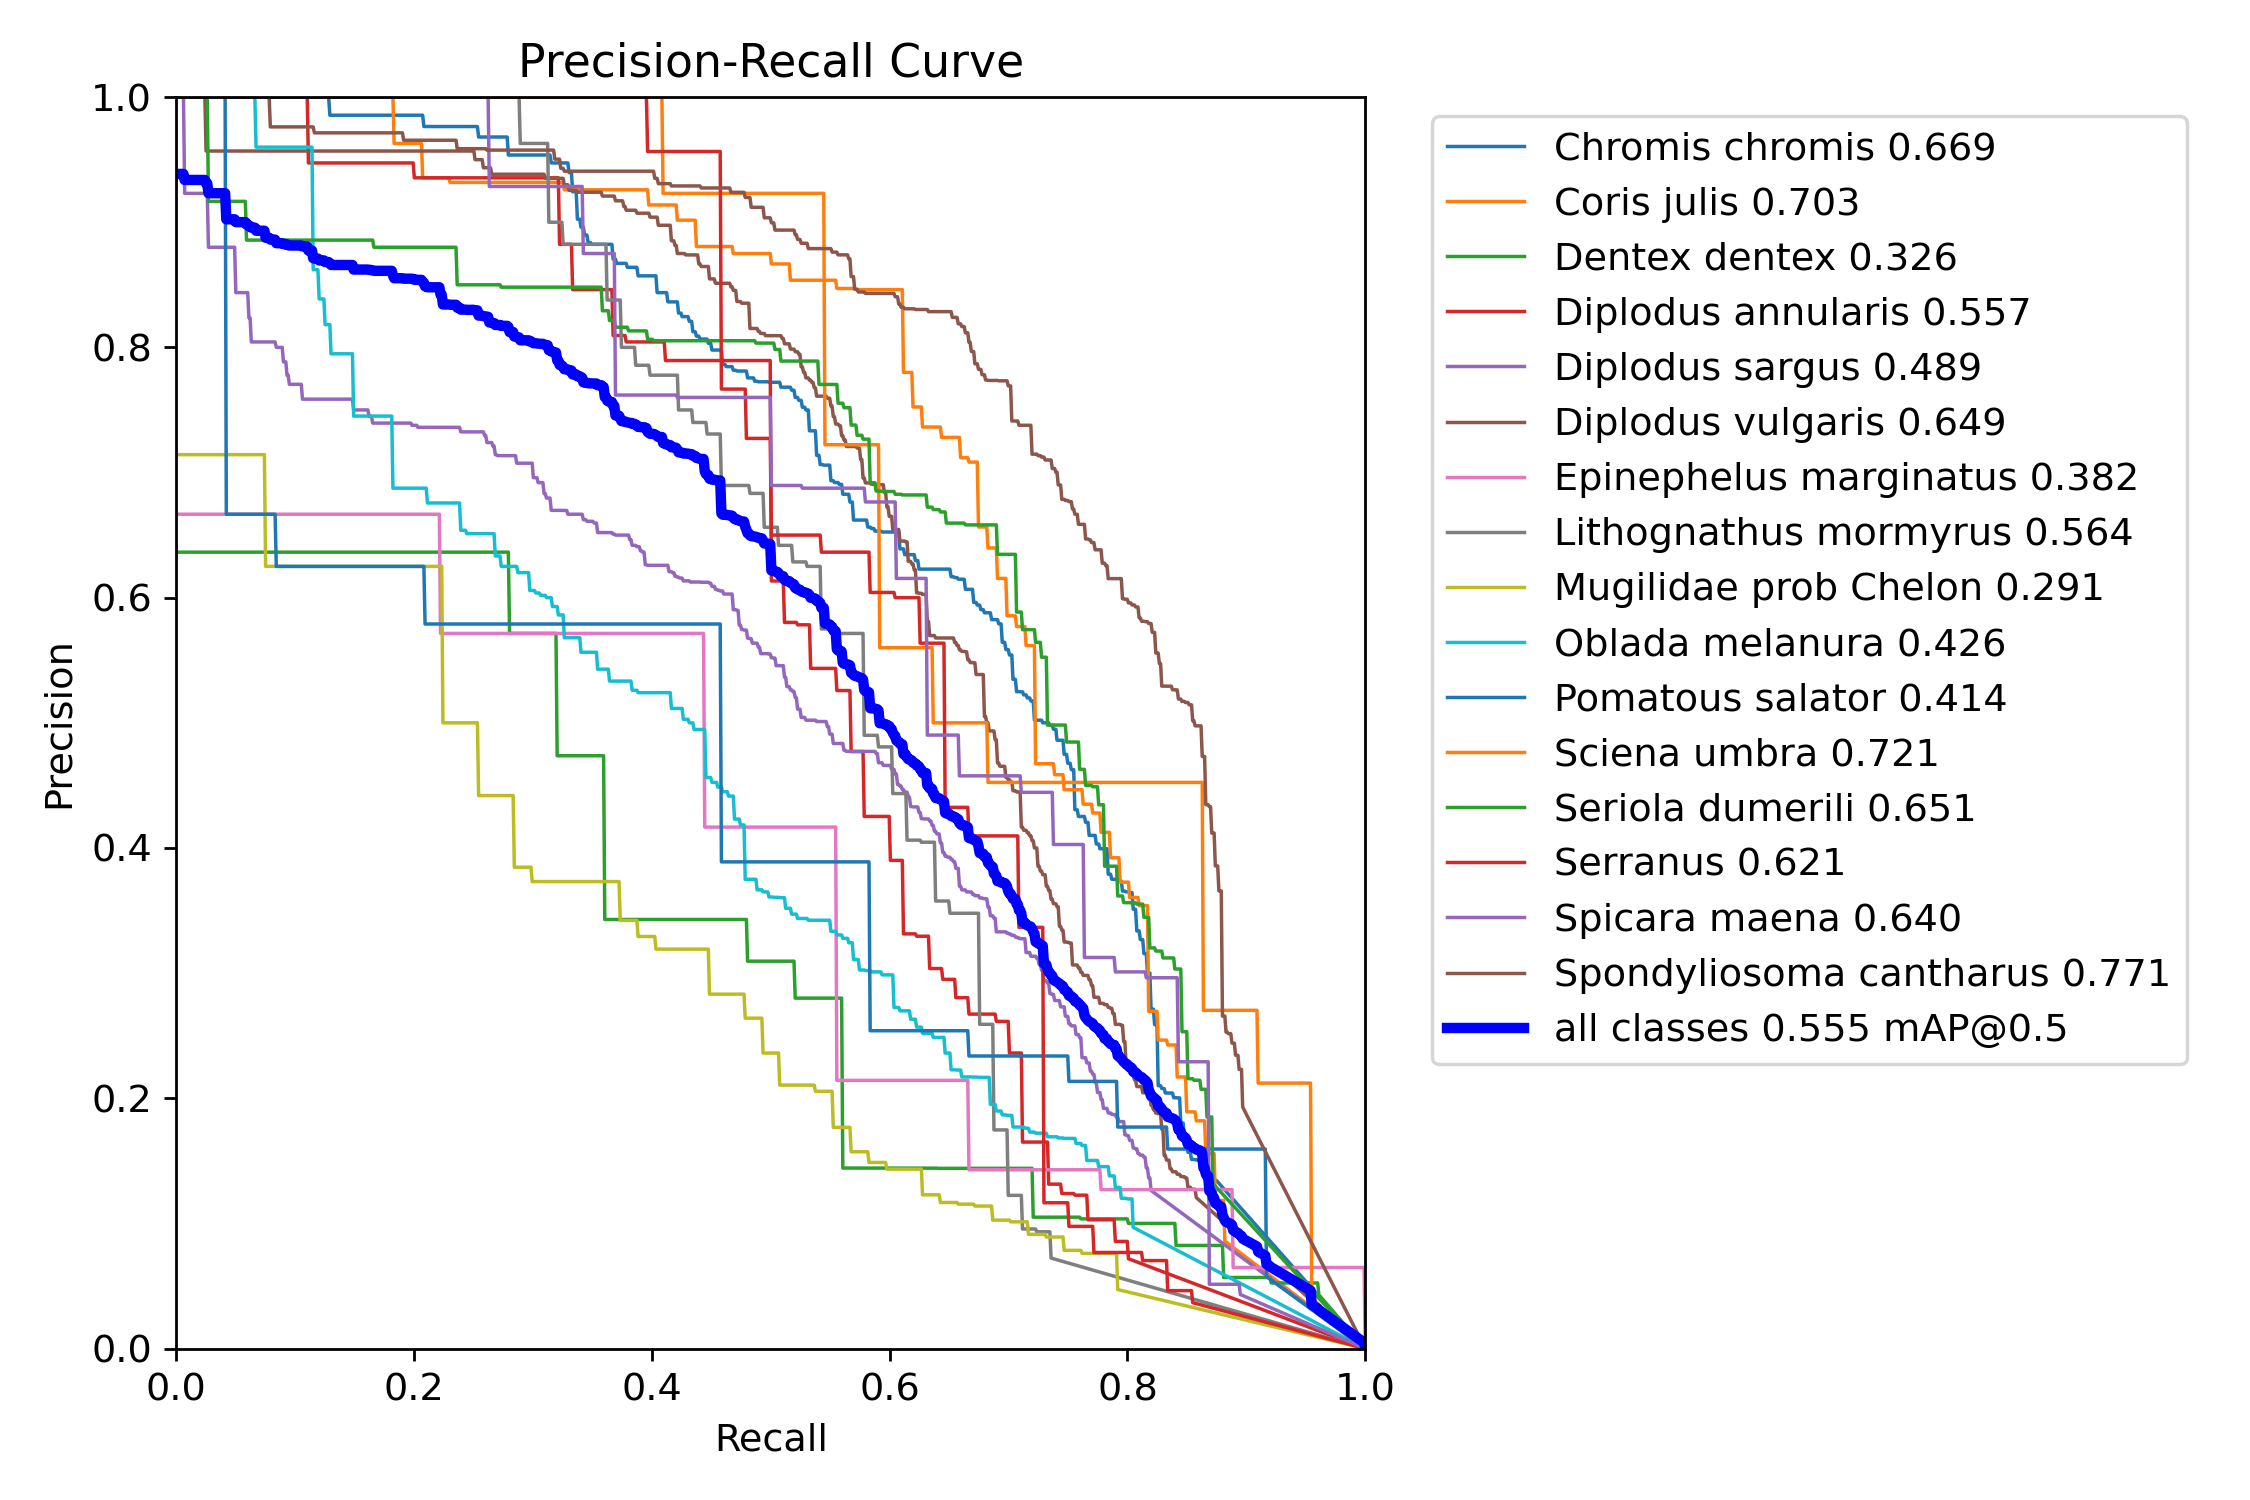 Precision-Recall Curve
1.0
0.8
0.6
0.4
0.2
0.0
Precision
0.0 0.2 0.4 0.6 0.8 1.0
Recall
Chromis chromis 0.669
Coris julis 0.703
Dentex dentex 0.326
Diplodus annularis 0.557
Diplodus sargus 0.489
Diplodus vulgaris 0.649
Epinephelus marginatus 0.382
Lithognathus mormyrus 0.564
Mugilidae prob Chelon 0.291
Oblada melanura 0.426
Pomatous salator 0.414
Sciena umbra 0.721
Seriola dumerili 0.651
Serranus 0.621
Spicara maena 0.640
Spondyliosoma cantharus 0.771
all classes 0.555 mAP@0.5